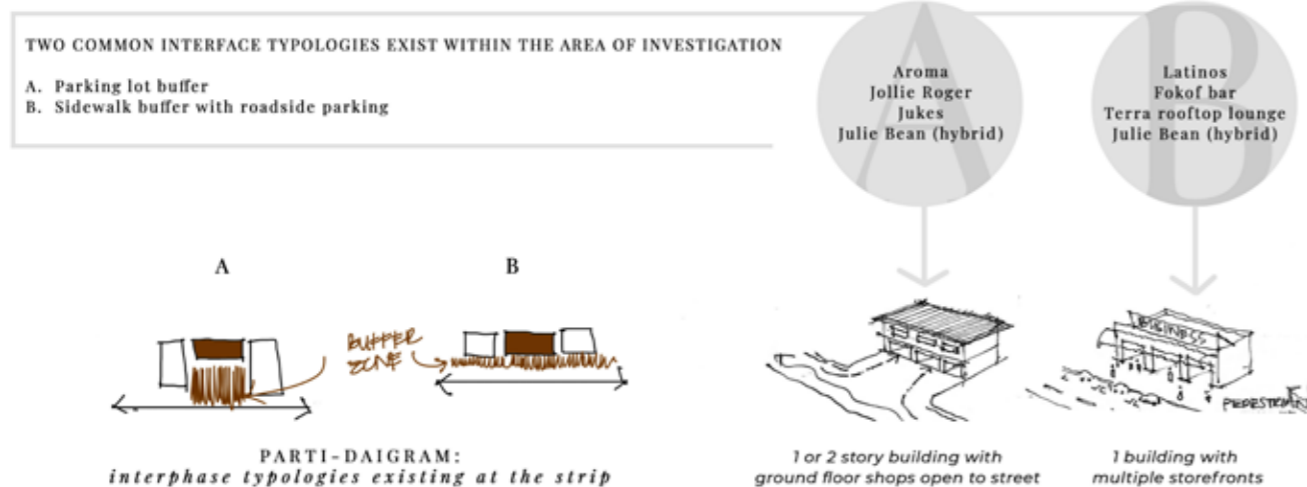 TWO COMMON INTERFACE TYPOLOGIES EXIST WITHIN THE AREA OF INVESTIGATION
A. Parking lot buffer
B. Sidewalk buffer with roadside parking
A
Aroma
Jollie Roger
Jukes
Julie Bean (hybrid)
B
Latinos
Fokof bar
Terra rooftop lounge
Julie Bean (hybrid)
A
B
BUFFER
ZONE
BUSINESS
PEDESTRIAN
PARTI-DAIGRAM:
interphase typologies existing at the strip
1 or 2 story building with
ground floor shops open to street
1 building with
multiple storefronts